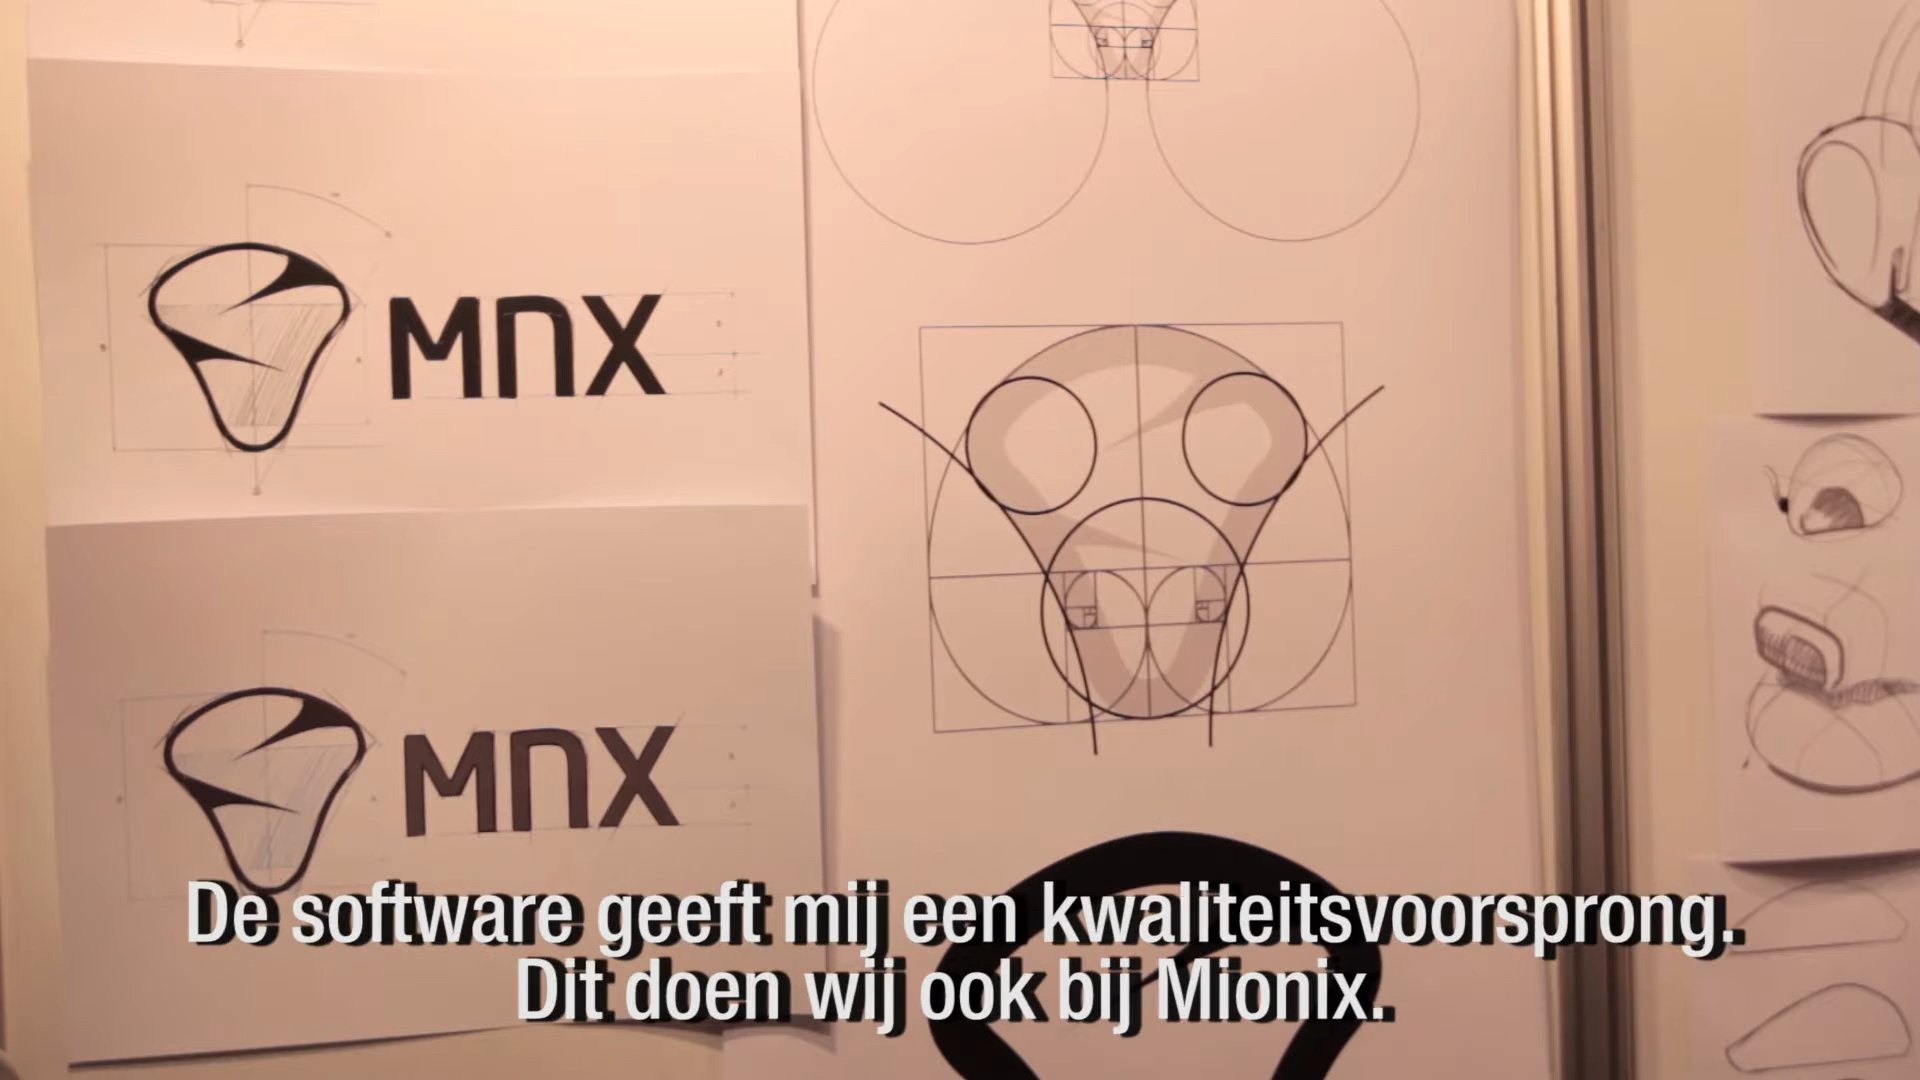 MNX
MNX
De software geeft mij een kwaliteitsvoorsprong.
Dit doen wij ook bij Mionix.